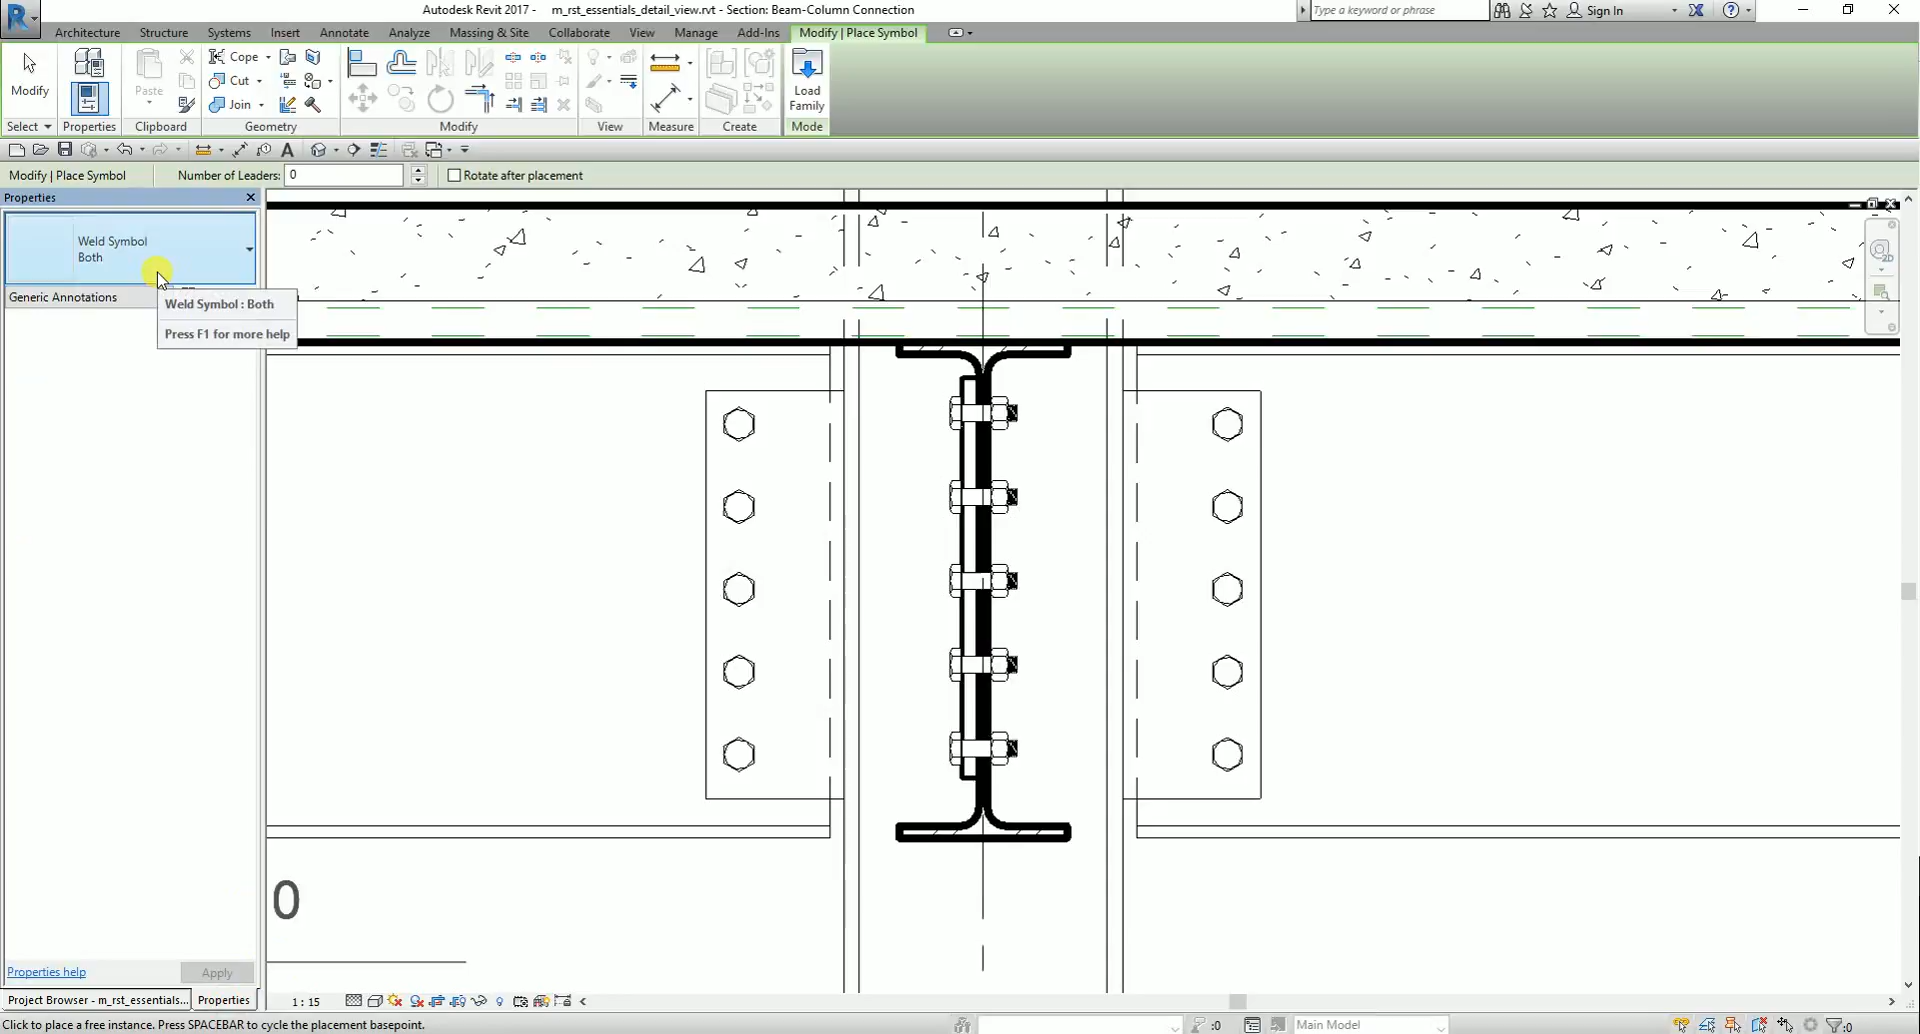 Autodesk Revit 2017 - m_rst_essentials_detail_view.rvt - Section: Beam-Column Connection
Type a keyword or phrase
Sign In
Architecture Structure Systems Insert Annotate Analyze Massing & Site Collaborate View Manage Add-Ins Modify | Place Symbol
Modify
Paste
Cope
Cut
Join
Load
Family
Select Properties Clipboard Geometry Modify View Measure Create Mode
Modify | Place Symbol Number of Leaders: 0 Rotate after placement
Properties
Weld Symbol
Both
Generic Annotations
Weld Symbol : Both
Press F1 for more help
2D
0
Properties help
Apply
Project Browser - m_rst_essentials... Properties
1 : 15
Click to place a free instance. Press SPACEBAR to cycle the placement basepoint.
:0
Main Model
:0